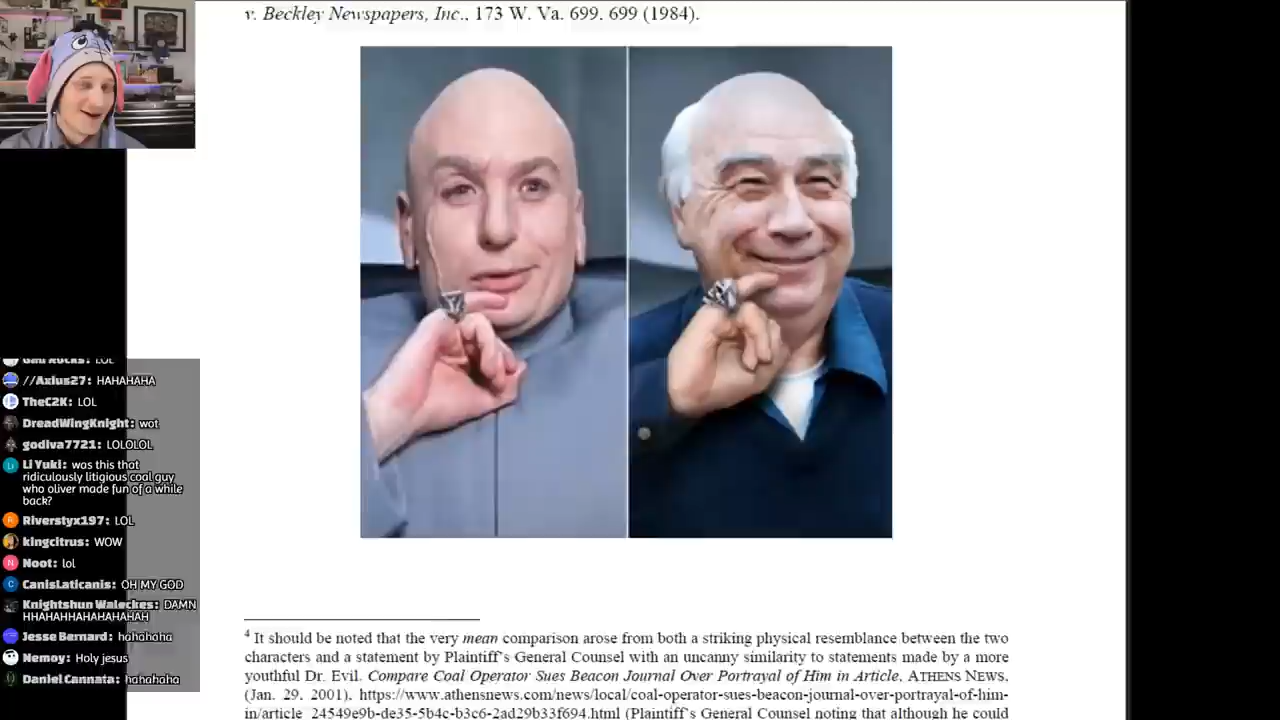 v. Beckley Newspapers, Inc., 173 W. Va. 699, 699 (1984).
Gau Rocks: LOL
//Axius27: HAHAHAHA
TheC2K: LOL
DreadWingKnight: wot
godiva7721: LOLOLOL
Li Yuki: was this that
ridiculously litigious coal guy
who oliver made fun of a while
back?
Riverstyx197: LOL
kingcitrus: WOW
Noot: lol
CanisLaticanis: OH MY GOD
Knightshun Waleckes: DAMN
HHAHAHHAHAHAHAHAH
Jesse Bernard: hahahaha
Nemoy: Holy jesus
Daniel Cannata: hahahaha
4 It should be noted that the very mean comparison arose from both a striking physical resemblance between the two
characters and a statement by Plaintiff's General Counsel with an uncanny similarity to statements made by a more
youthful Dr. Evil. Compare Coal Operator Sues Beacon Journal Over Portrayal of Him in Article, ATHENS NEWS,
(Jan. 29. 2001), https://www.athensnews.com/news/local/coal-operator-sues-beacon-journal-over-portrayal-of-him-
in/article_24549e9b-de35-5b4c-b3c6-2ad29b33f694.html (Plaintiff's General Counsel noting that although he could